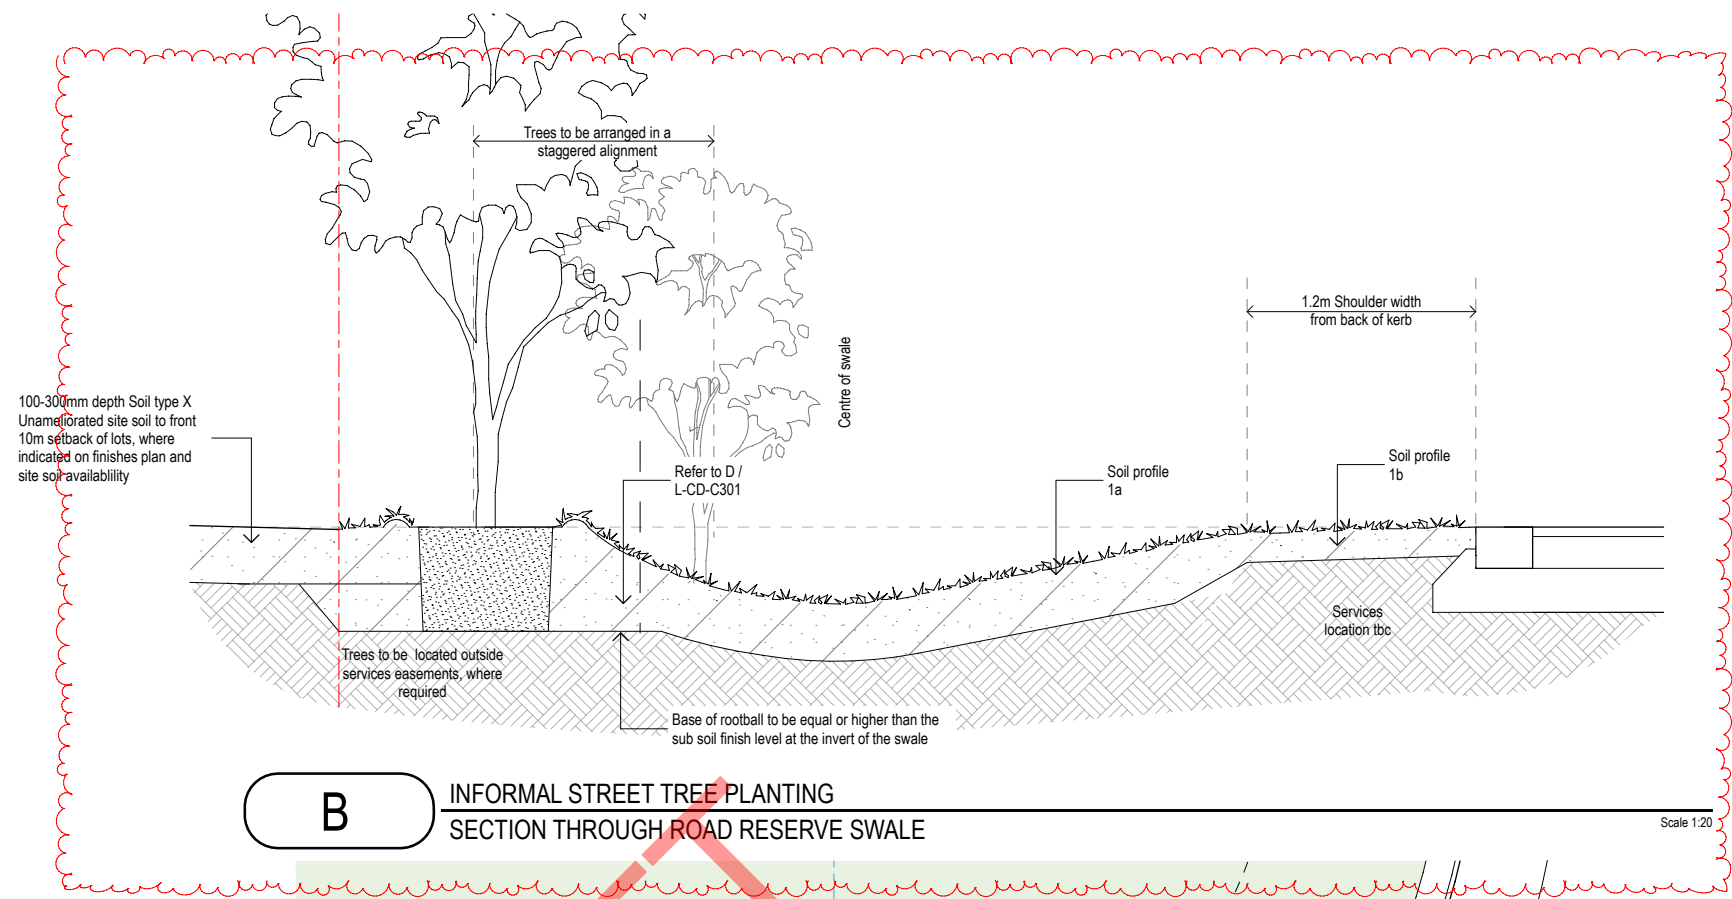 Trees to be arranged in a
staggered alignment
1.2m Shoulder width
from back of kerb
Centre of swale
100-300mm depth Soil type X
Unameliorated site soil to front
10m setback of lots, where
indicated on finishes plan and
site soil availablility
Refer to D /
L-CD-C301
Soil profile
1a
Soil profile
1b
Services
location tbc
Trees to be located outside
services easements, where
required
Base of rootball to be equal or higher than the
sub soil finish level at the invert of the swale
B
INFORMAL STREET TREE PLANTING
SECTION THROUGH ROAD RESERVE SWALE
Scale 1:20